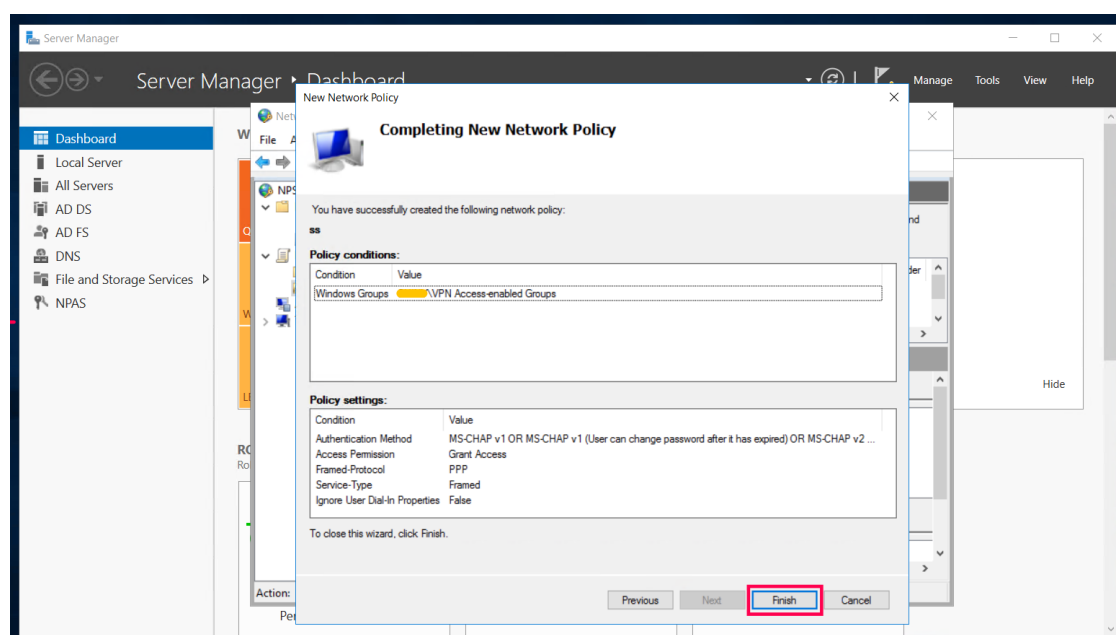 Server Manager
Server Manager • Dashboard
Manage Tools View Help
Dashboard
Local Server
All Servers
AD DS
AD FS
DNS
File and Storage Services
NPAS
W
File A
NPS
Q
W
LE
Hide
Action:
New Network Policy
Completing New Network Policy
You have successfully created the following network policy:
ss
Policy conditions:
Condition Value
Windows Groups \VPN Access-enabled Groups
Policy settings:
Condition Value
Authentication Method MS-CHAP v1 OR MS-CHAP v1 (User can change password after it has expired) OR MS-CHAP v2 ...
Access Permission Grant Access
Framed-Protocol PPP
Service-Type Framed
Ignore User Dial-In Properties False
To close this wizard, click Finish.
Previous Next Finish Cancel